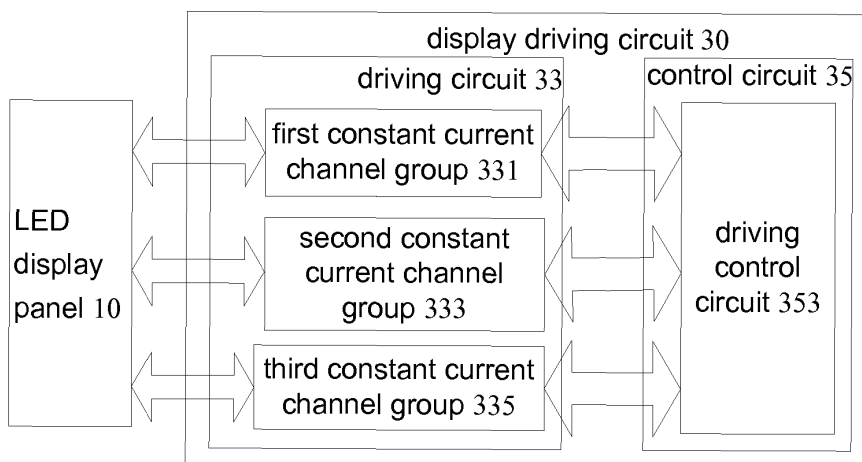 display driving circuit 30
driving circuit 33
control circuit 35
LED
display
panel 10
first constant current
channel group 331
second constant
current channel
group 333
third constant current
channel group 335
driving
control
circuit 353